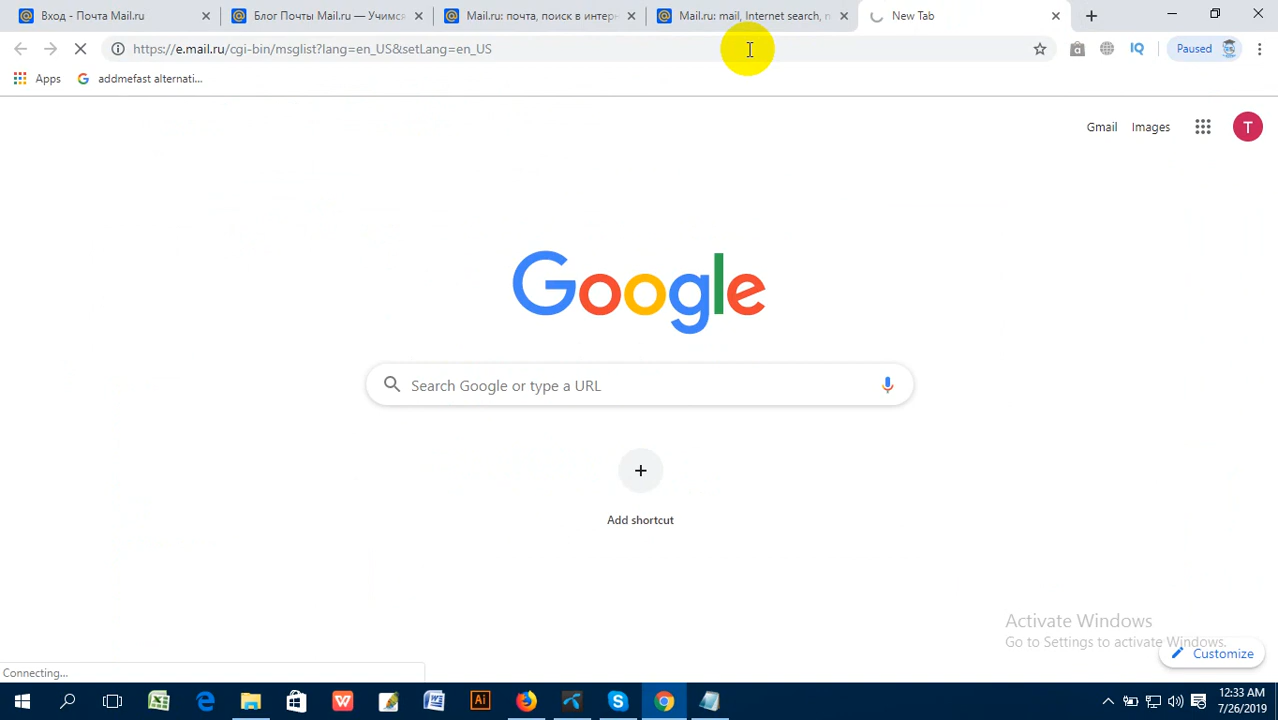 Вход - Почта Mail.ru
Блог Почты Mail.ru — Учимся
Mail.ru: почта, поиск в интерн
Mail.ru: mail, Internet search, n
New Tab
https://e.mail.ru/cgi-bin/msglist?lang=en_US&setLang=en_US
IQ
Paused
Apps
addmefast alternati...
Gmail
Images
T
Google
Search Google or type a URL
Add shortcut
Activate Windows
Go to Settings to activate Windows.
Customize
Connecting...
Ai
12:33 AM
7/26/2019